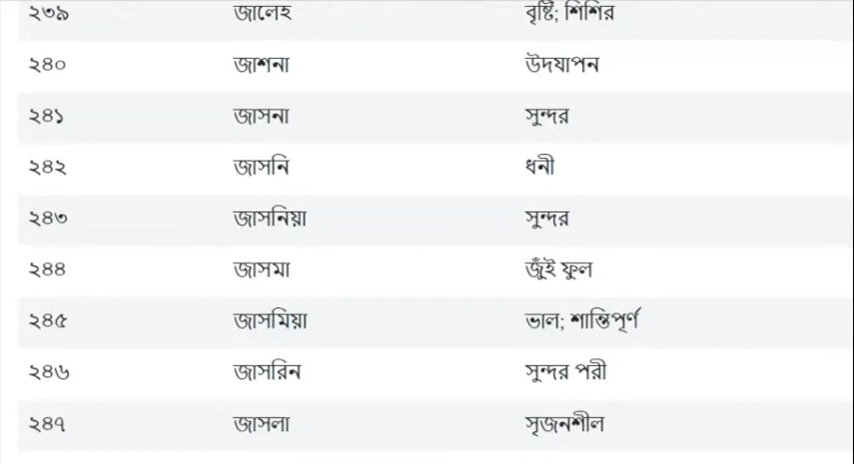 ২৩৯ জালেহ বৃষ্টি; শিশির
২৪০ জাশনা উদযাপন
২৪১ জাসনা সুন্দর
২৪২ জাসনি ধনী
২৪৩ জাসনিয়া সুন্দর
২৪৪ জাসমা জুঁই ফুল
২৪৫ জাসমিয়া ভাল; শান্তিপূর্ণ
২৪৬ জাসরিন সুন্দর পরী
২৪৭ জাসলা সৃজনশীল